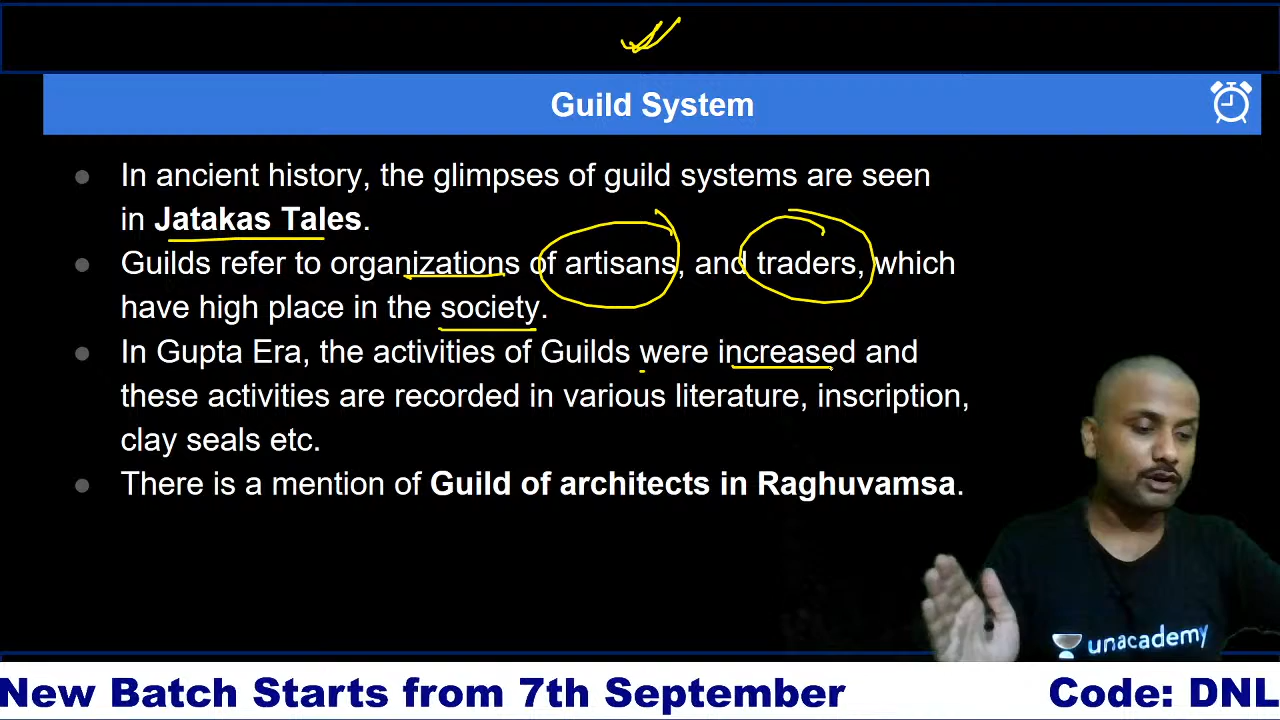 Guild System
In ancient history, the glimpses of guild systems are seen
in Jatakas Tales.
Guilds refer to organizations of artisans, and traders, which
have high place in the society.
In Gupta Era, the activities of Guilds were increased and
these activities are recorded in various literature, inscription,
clay seals etc.
There is a mention of Guild of architects in Raghuvamsa.
unacademy
New Batch Starts from 7th September
Code: DNL